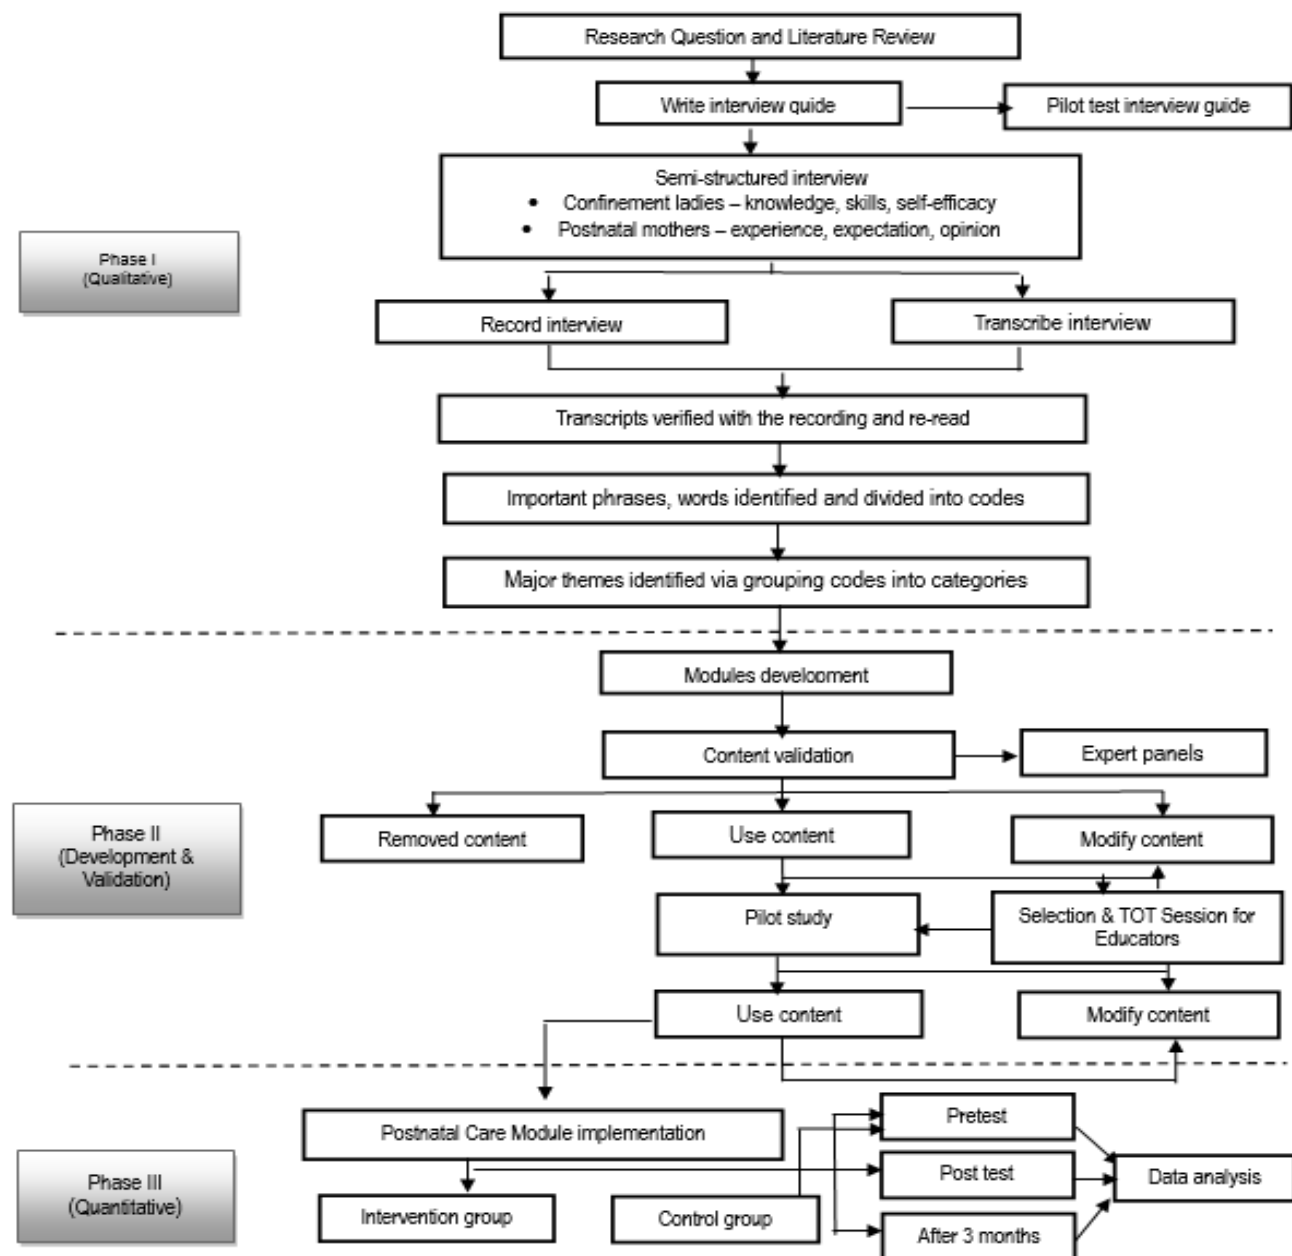 Research Question and Literature Review
Write interview guide
Pilot test interview guide
Semi-structured interview
• Confinement ladies – knowledge, skills, self-efficacy
• Postnatal mothers – experience, expectation, opinion
Phase I
(Qualitative)
Record interview
Transcribe interview
Transcripts verified with the recording and re-read
Important phrases, words identified and divided into codes
Major themes identified via grouping codes into categories
Modules development
Content validation
Expert panels
Phase II
(Development &
Validation)
Removed content
Use content
Modify content
Pilot study
Selection & TOT Session for
Educators
Use content
Modify content
Phase III
(Quantitative)
Postnatal Care Module implementation
Pretest
Post test
Data analysis
Intervention group
Control group
After 3 months